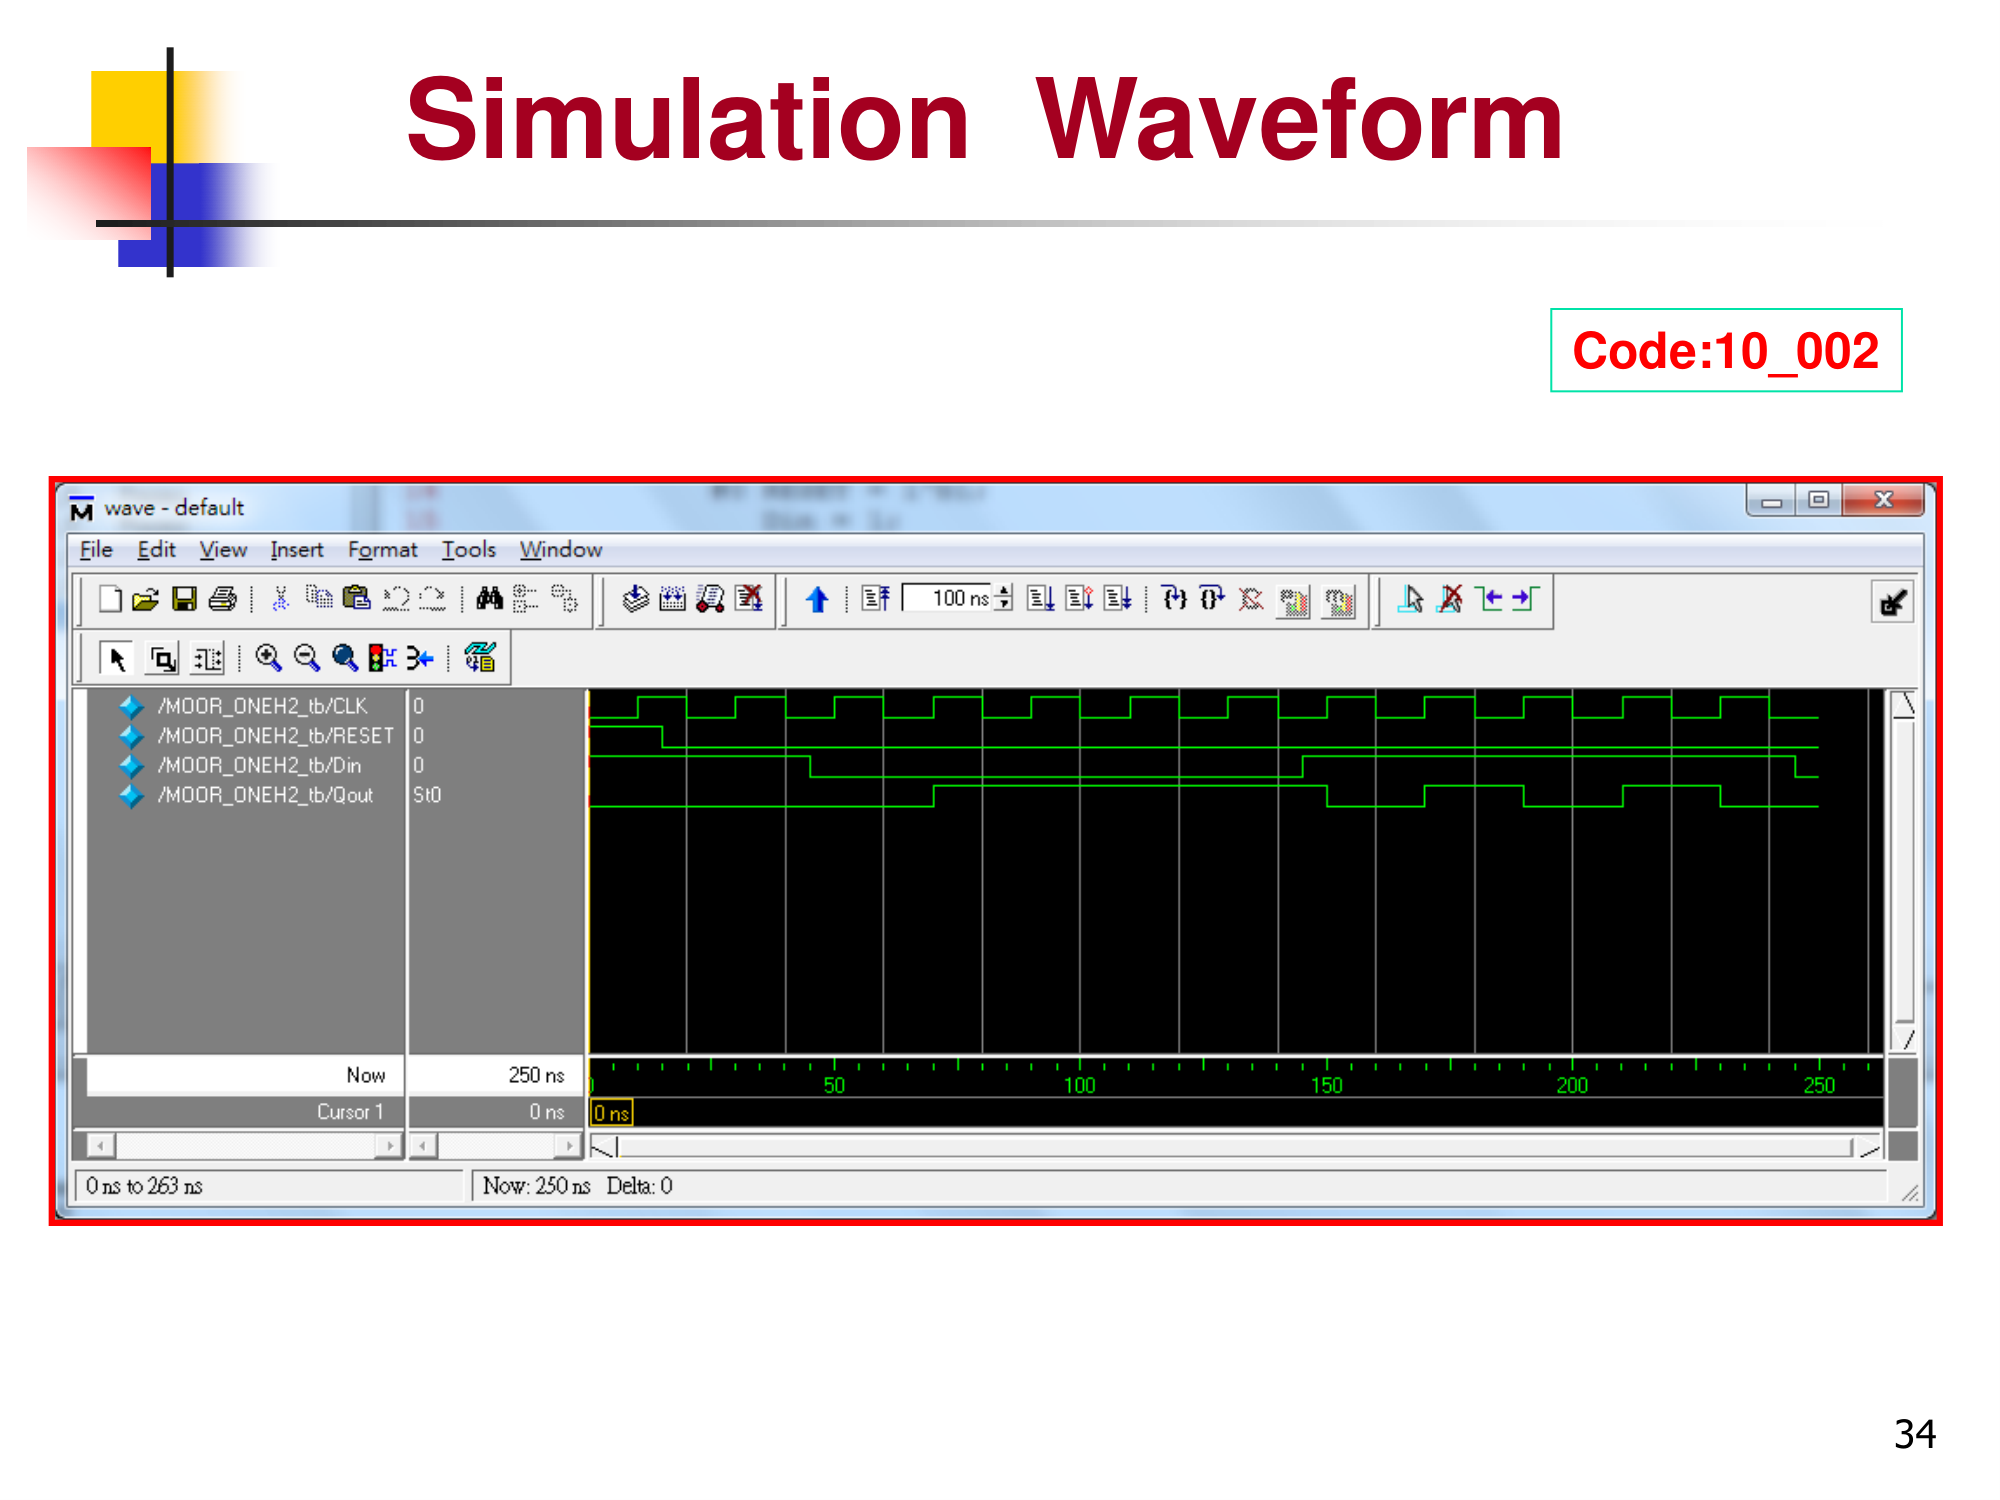 Simulation Waveform
Code:10_002
wave - default
File Edit View Insert Format Tools Window
100 ns
/MOOR_ONEH2_tb/CLK 0
/MOOR_ONEH2_tb/RESET 0
/MOOR_ONEH2_tb/Din 0
/MOOR_ONEH2_tb/Qout St0
Now 250 ns
50 100 150 200 250
Cursor 1 0 ns 0 ns
0 ns to 263 ns Now: 250 ns Delta: 0
34